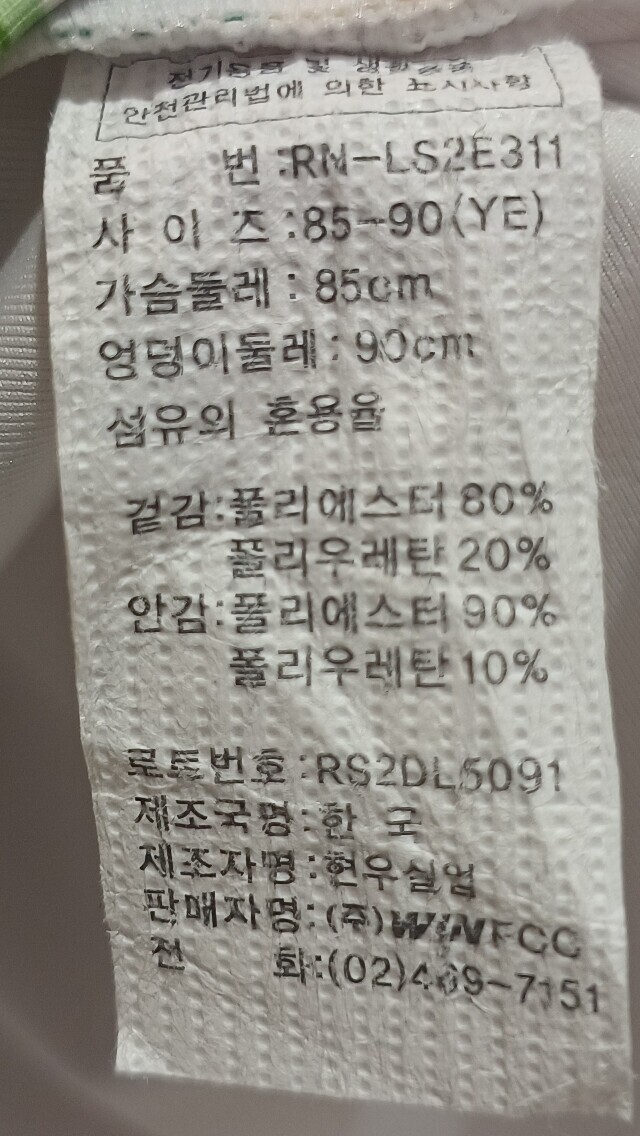 전기용품 및 생활용품
안전관리법에 의한 표시사항
품 번 :RN-LS2E311
사 이 즈 :85-90(YE)
가슴둘레 : 85cm
엉덩이둘레 : 90cm
섬유의 혼용율
겉감:폴리에스터 80%
폴리우레탄 20%
안감:폴리에스터 90%
폴리우레탄 10%
로트번호 :RS2DL5091
제조국명 : 한 국
제조자명 : 현우실업
판매자명 : (주)WINFCC
전 화:(02)469-7151